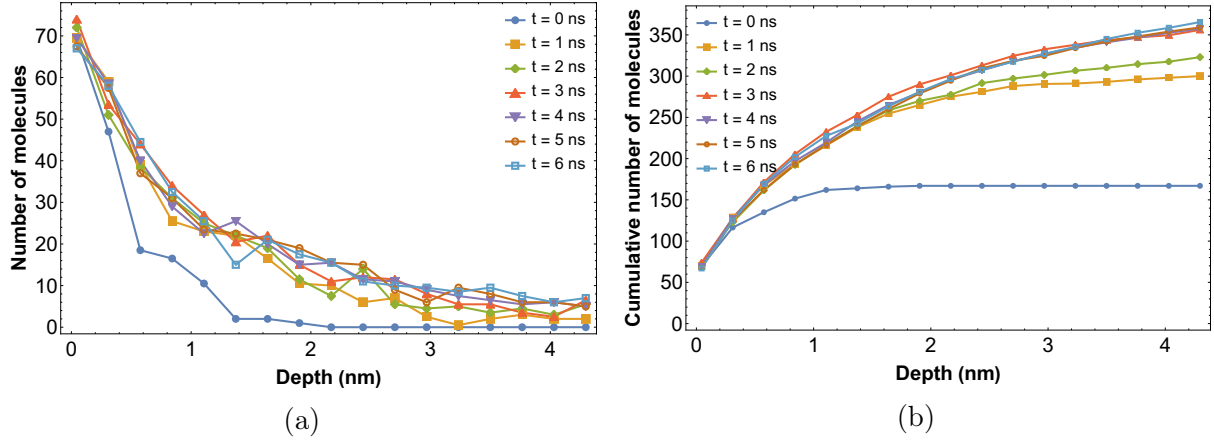 70
60
50
40
30
20
10
0
Number of molecules
0
1
2
3
4
Depth (nm)
t = 0 ns
t = 1 ns
t = 2 ns
t = 3 ns
t = 4 ns
t = 5 ns
t = 6 ns
(a)
350
300
250
200
150
100
50
0
Cumulative number of molecules
0
1
2
3
4
Depth (nm)
t = 0 ns
t = 1 ns
t = 2 ns
t = 3 ns
t = 4 ns
t = 5 ns
t = 6 ns
(b)